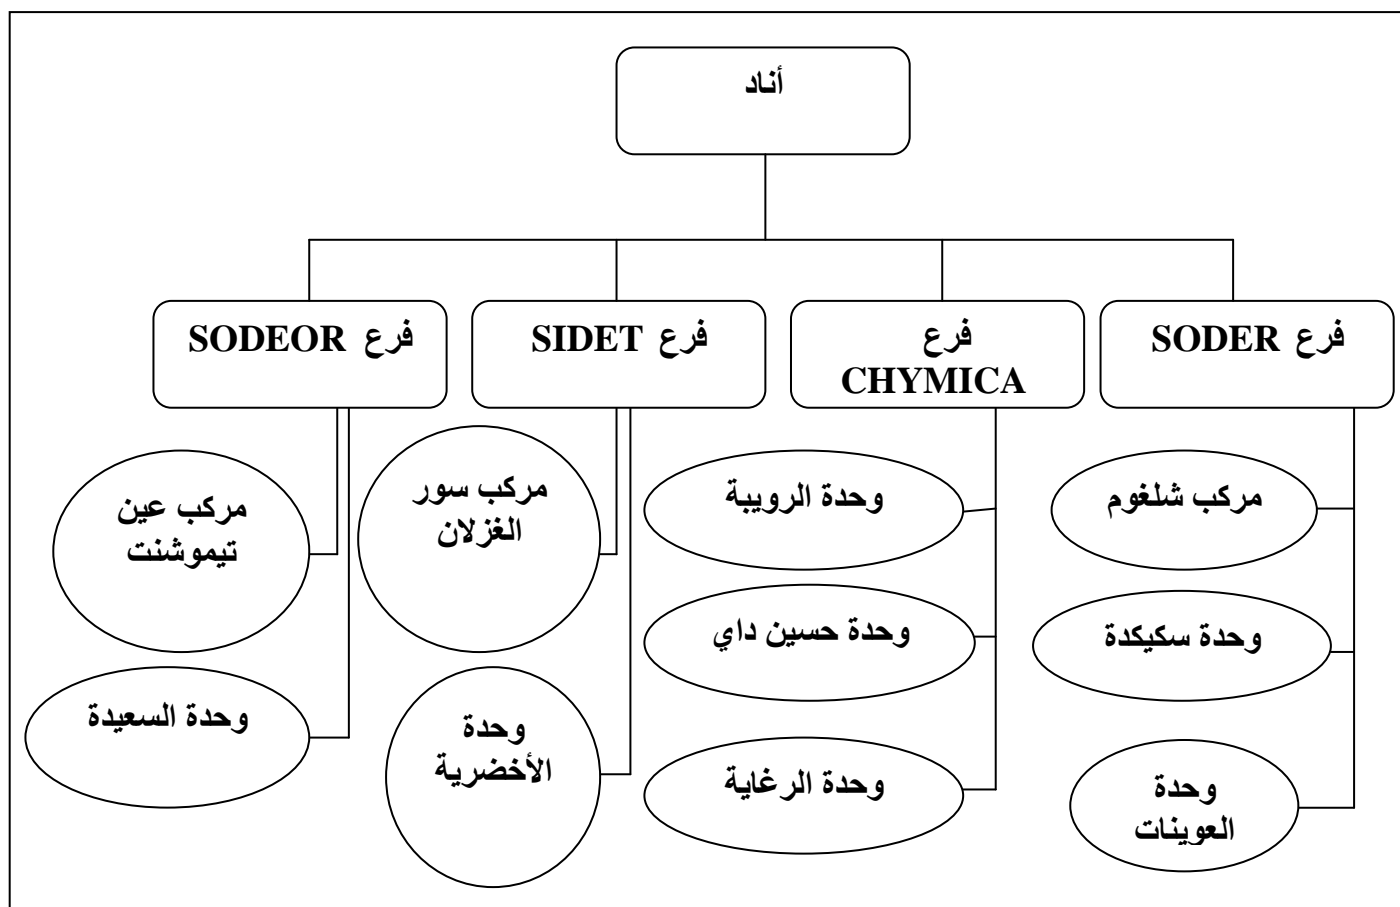 أناد
فرع SODER
فرع
CHYMICA
فرع SIDET
فرع SODEOR
مركب شلغوم
وحدة سكيكدة
وحدة
العوينات
وحدة الرويبة
وحدة حسين داي
وحدة الرغاية
مركب سور
الغزلان
وحدة
الأخضرية
مركب عين
تيموشنت
وحدة السعيدة